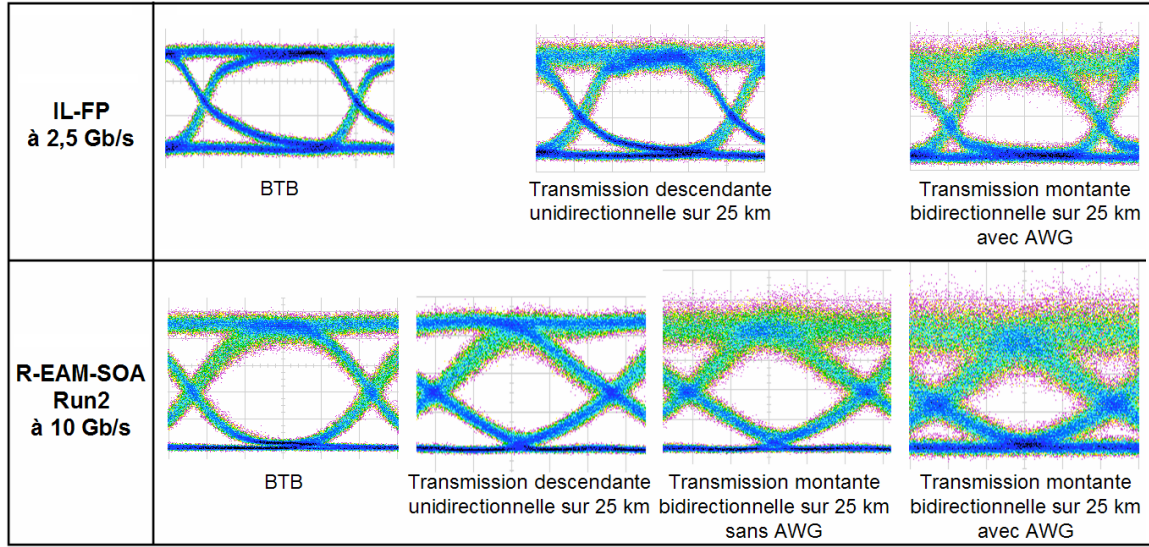 IL-FP
à 2,5 Gb/s
BTB
Transmission descendante
unidirectionnelle sur 25 km
Transmission montante
bidirectionnelle sur 25 km
avec AWG
R-EAM-SOA
Run2
à 10 Gb/s
BTB
Transmission descendante
unidirectionnelle sur 25 km
Transmission montante
bidirectionnelle sur 25 km
sans AWG
Transmission montante
bidirectionnelle sur 25 km
avec AWG